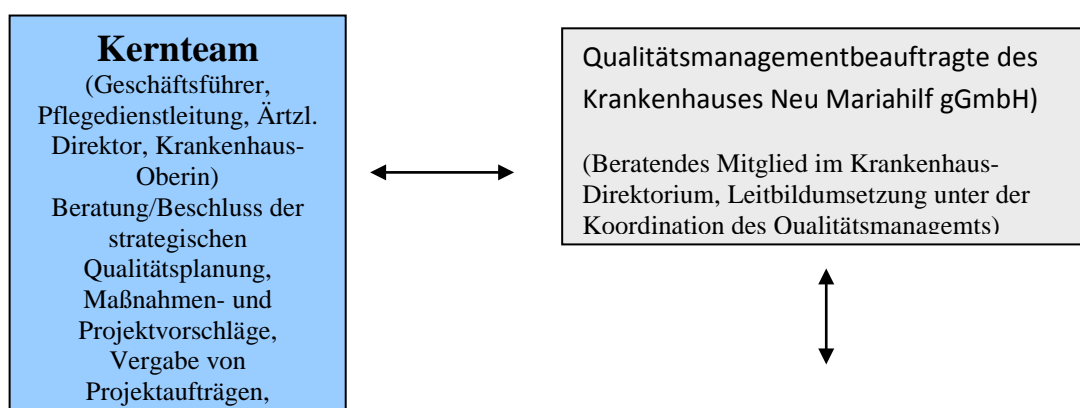 Kernteam
(Geschäftsführer,
Pflegedienstleitung, Ärtzl.
Direktor, Krankenhaus-
Oberin)
Beratung/Beschluss der
strategischen
Qualitätsplanung,
Maßnahmen- und
Projektvorschläge,
Vergabe von
Projektaufträgen,
Qualitätsmanagementbeauftragte des
Krankenhauses Neu Mariahilf gGmbH)
(Beratendes Mitglied im Krankenhaus-
Direktorium, Leitbildumsetzung unter der
Koordination des Qualitätsmanagemts)